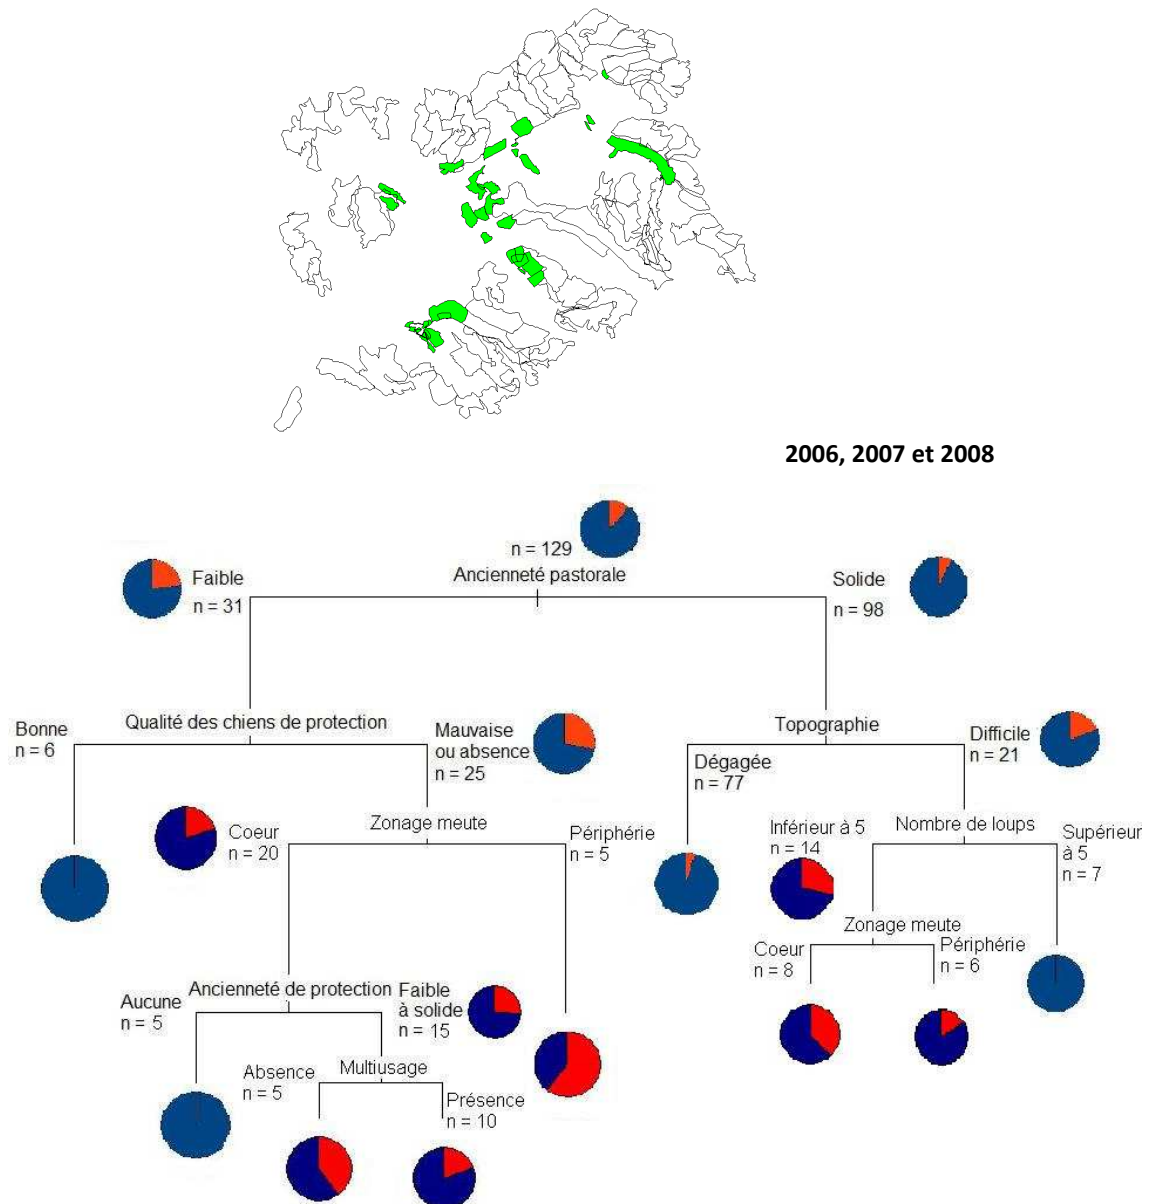 2006, 2007 et 2008
n = 129
Ancienneté pastorale
Faible
n = 31
Solide
n = 98
Qualité des chiens de protection
Bonne
n = 6
Mauvaise
ou absence
n = 25
Topographie
Dégagée
n = 77
Difficile
n = 21
Zonage meute
Coeur
n = 20
Périphérie
n = 5
Nombre de loups
Inférieur à 5
n = 14
Supérieur
à 5
n = 7
Zonage meute
Coeur
n = 8
Périphérie
n = 6
Ancienneté de protection
Aucune
n = 5
Faible
à solide
n = 15
Multiusage
Absence
n = 5
Présence
n = 10